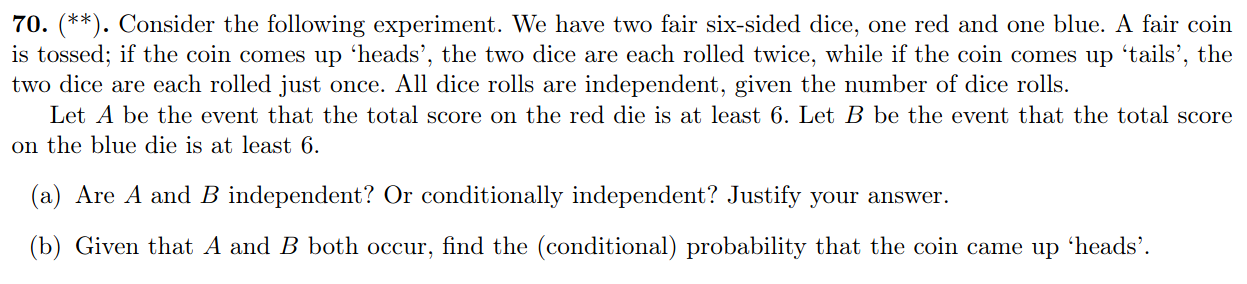 70. (**). Consider the following experiment. We have two fair six-sided dice, one red and one blue. A fair coin
is tossed; if the coin comes up ‘heads’, the two dice are each rolled twice, while if the coin comes up ‘tails’, the
two dice are each rolled just once. All dice rolls are independent, given the number of dice rolls.
Let A be the event that the total score on the red die is at least 6. Let B be the event that the total score
on the blue die is at least 6.
(a) Are A and B independent? Or conditionally independent? Justify your answer.
(b) Given that A and B both occur, find the (conditional) probability that the coin came up ‘heads’.